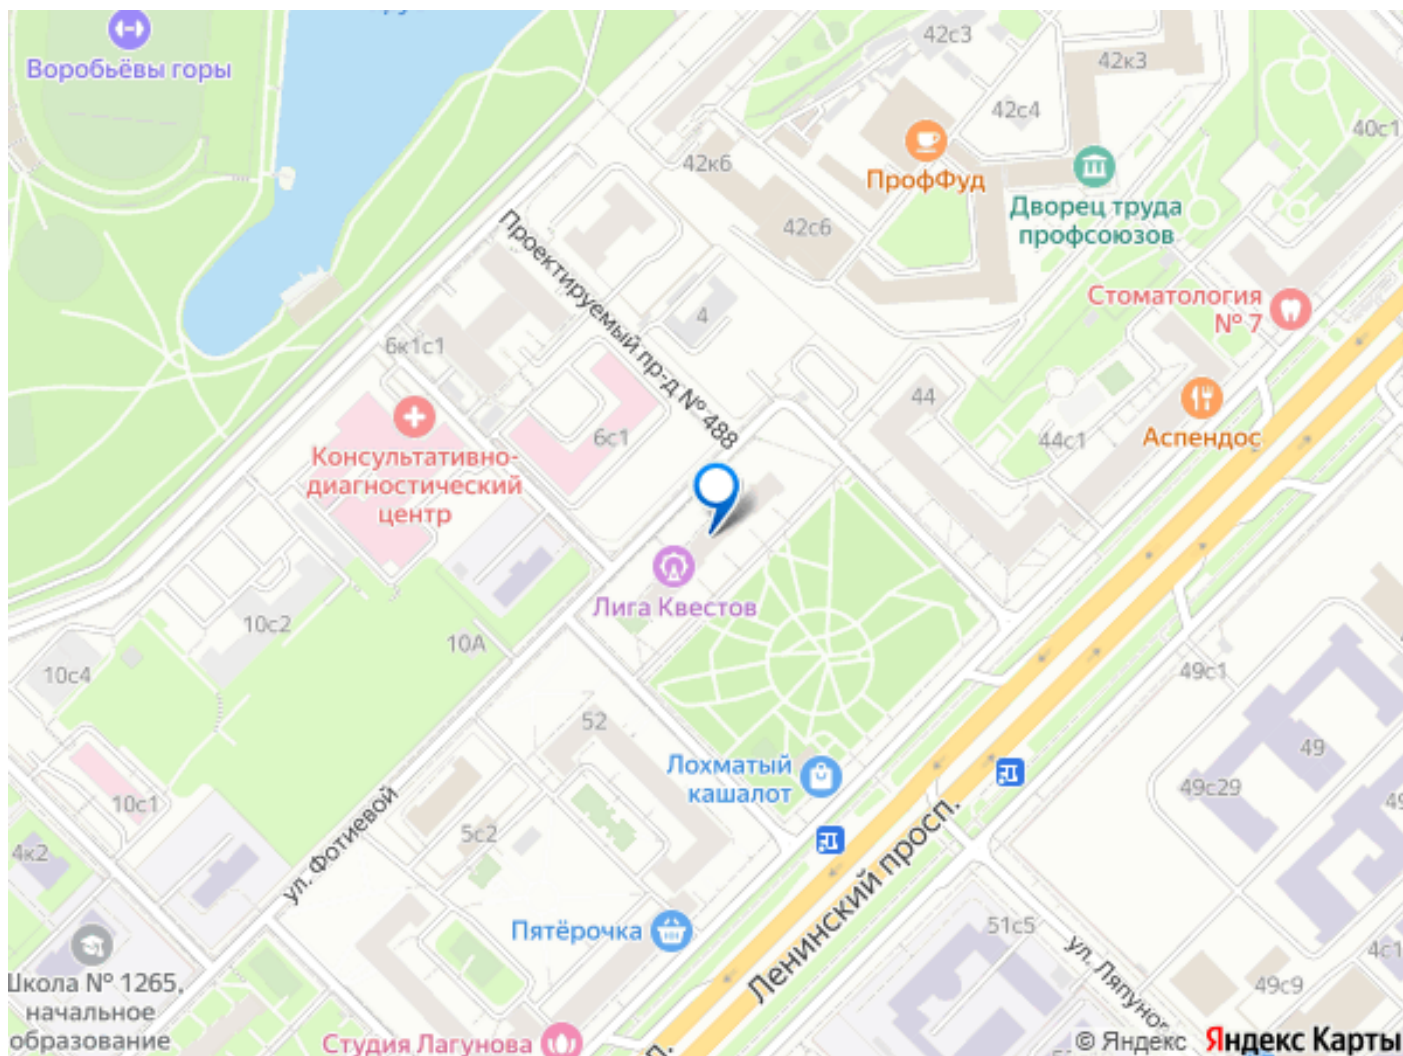 Воробьёвы горы
42с3
42к3
42с4
40с1
42к6
ПрофФуд
Дворец труда
профсоюзов
42с6
Проектируемый пр-д № 488
Стоматология
№ 7
4
6к1с1
44
Аспендос
44с1
6с1
Консультативно-
диагностический
центр
Лига Квестов
10с2
10А
10с4
49с1
52
49
Лохматый
кашалот
49с29
10с1
5с2
4к2
ул. Фотиевой
Ленинский просп.
Пятёрочка
51с5
ул. Ляпуно
4с1
49с9
Школа № 1265,
начальное
образование
Студия Лагунова
© Яндекс Яндекс Карты